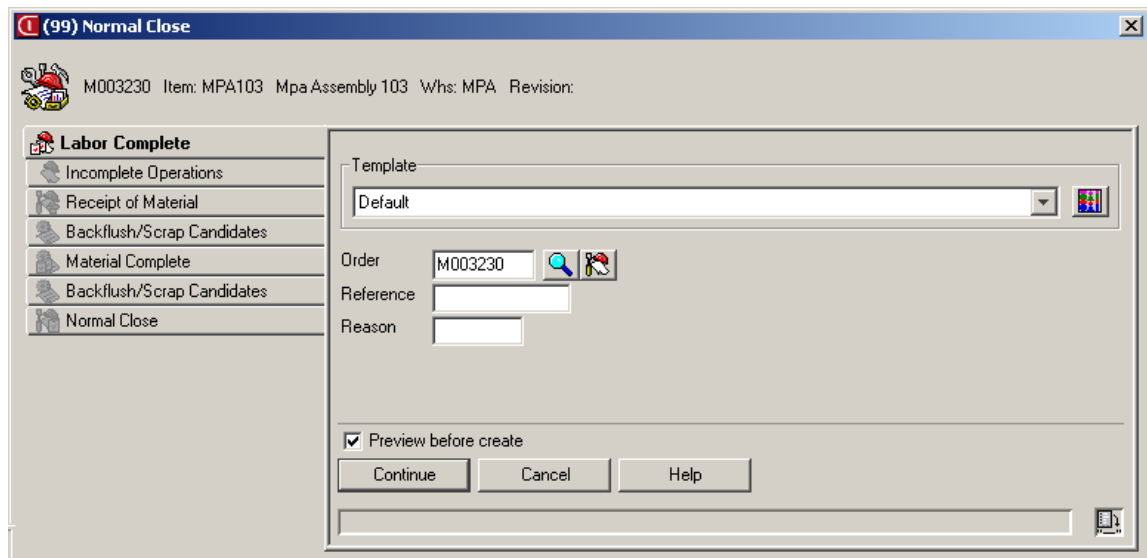 (99) Normal Close
M003230 Item: MPA103 Mpa Assembly 103 Whs: MPA Revision:
Labor Complete
Incomplete Operations
Receipt of Material
Backflush/Scrap Candidates
Material Complete
Backflush/Scrap Candidates
Normal Close
Template
Default
Order M003230
Reference
Reason
Preview before create
Continue Cancel Help